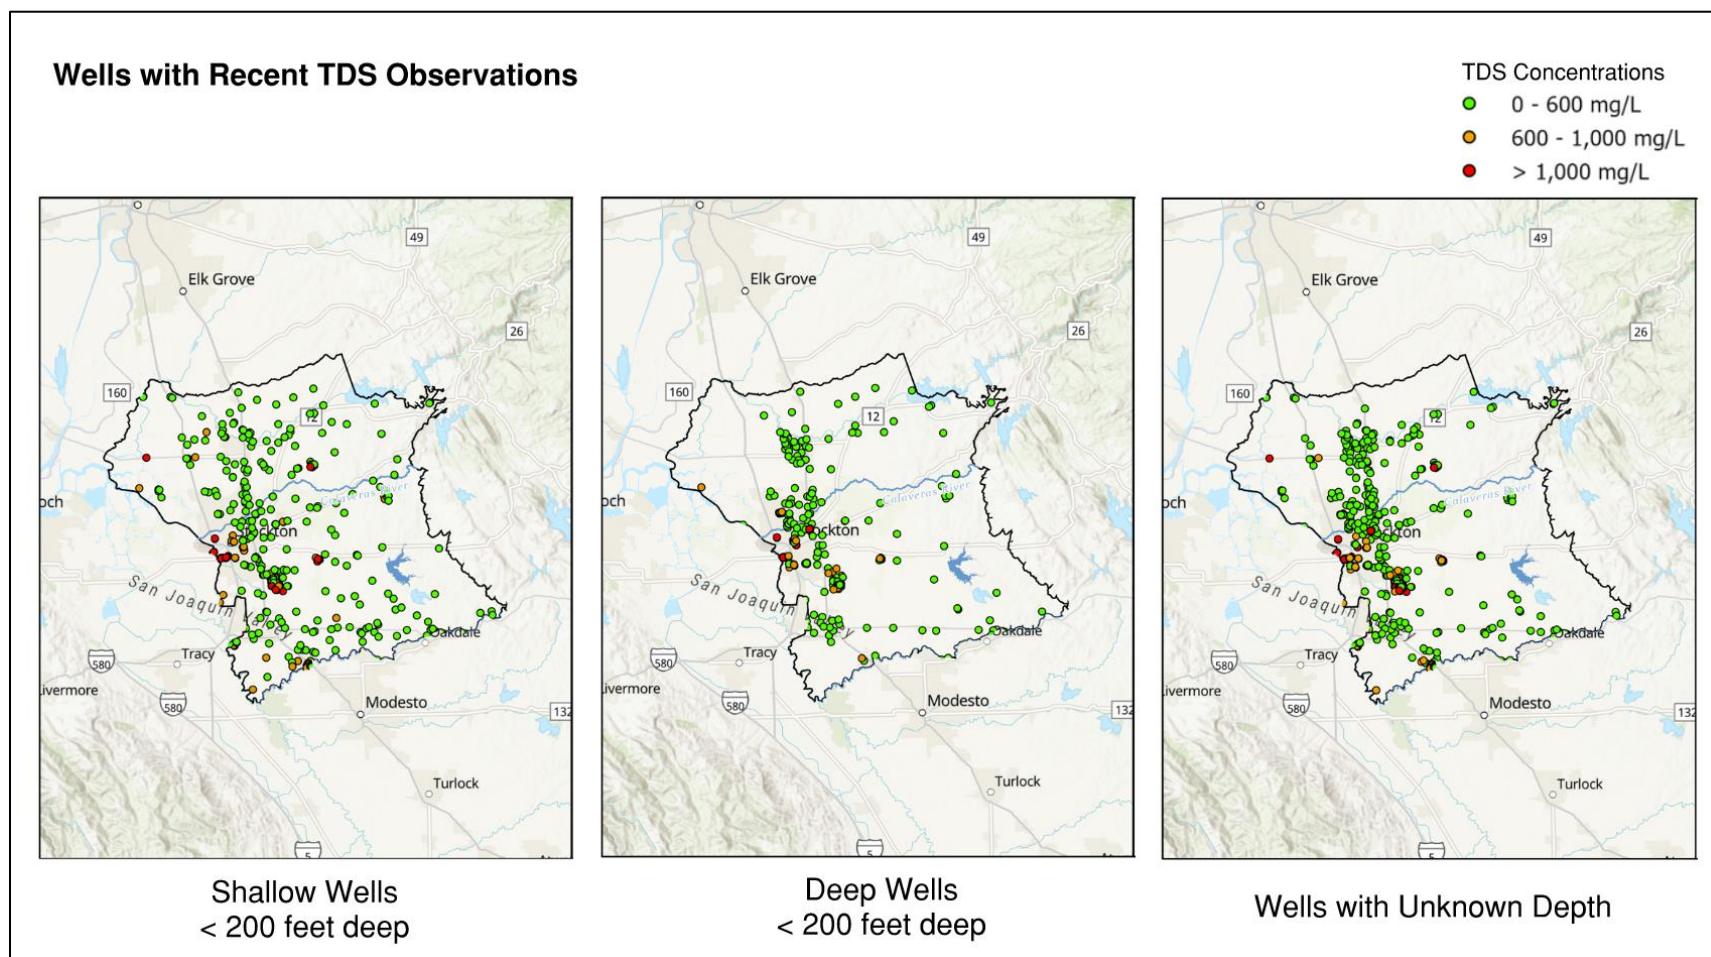 Wells with Recent TDS Observations
TDS Concentrations
0 - 600 mg/L
600 - 1,000 mg/L
> 1,000 mg/L
49
Elk Grove
26
160
12
Calaveras River
och
ckton
San Joaquin Valley
Oakdale
580
Tracy
Livermore
580
Modesto
132
Turlock
5
49
Elk Grove
26
160
12
Calaveras River
och
ockton
San Joaquin
y
Oakdale
580
Tracy
ivermore
580
Modesto
132
Turlock
5
49
Elk Grove
26
160
12
Calaveras River
och
kton
San Joaquin
Oakdale
580
Tracy
ivermore
580
Modesto
132
Turlock
5
Shallow Wells
< 200 feet deep
Deep Wells
< 200 feet deep
Wells with Unknown Depth